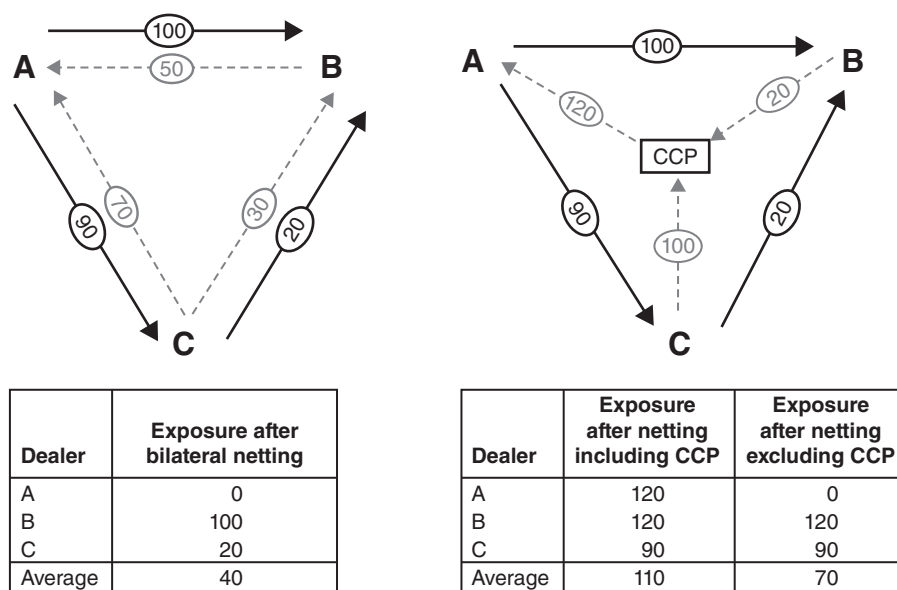 100
A
50
B
90
70
30
20
C
100
A
B
120
20
CCP
90
100
20
C
Dealer
Exposure after
bilateral netting
A 0
B 100
C 20
Average 40
Dealer
Exposure
after netting
including CCP
Exposure
after netting
excluding CCP
A 120 0
B 120 120
C 90 90
Average 110 70